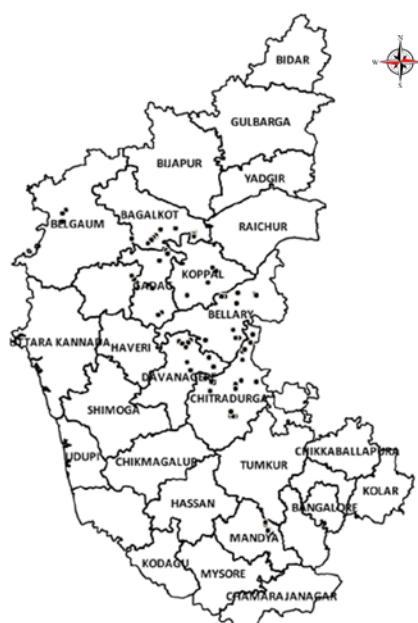 N
W
S
BIDAR
GULBARGA
BIJAPUR
YADGIR
BAGALKOT
RAICHUR
BELGAUM
KOPPAL
GADAG
BELLARY
UTTARA KANNADA
HAVERI
DAVANAGERE
CHITRADURGA
SHIMOGA
CHIKKABALLAPURA
UDUPI
CHIKMAGALUR
TUMKUR
KOLAR
HASSAN
BANGALORE
MANDYA
KODAGU
MYSORE
CHAMARAJANAGAR